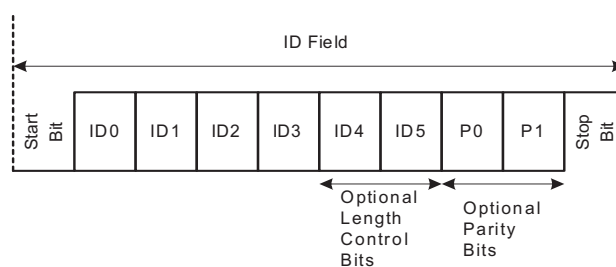 ID Field
Start Bit
ID0
ID1
ID2
ID3
ID4
ID5
P0
P1
Stop Bit
Optional
Length
Control
Bits
Optional
Parity
Bits